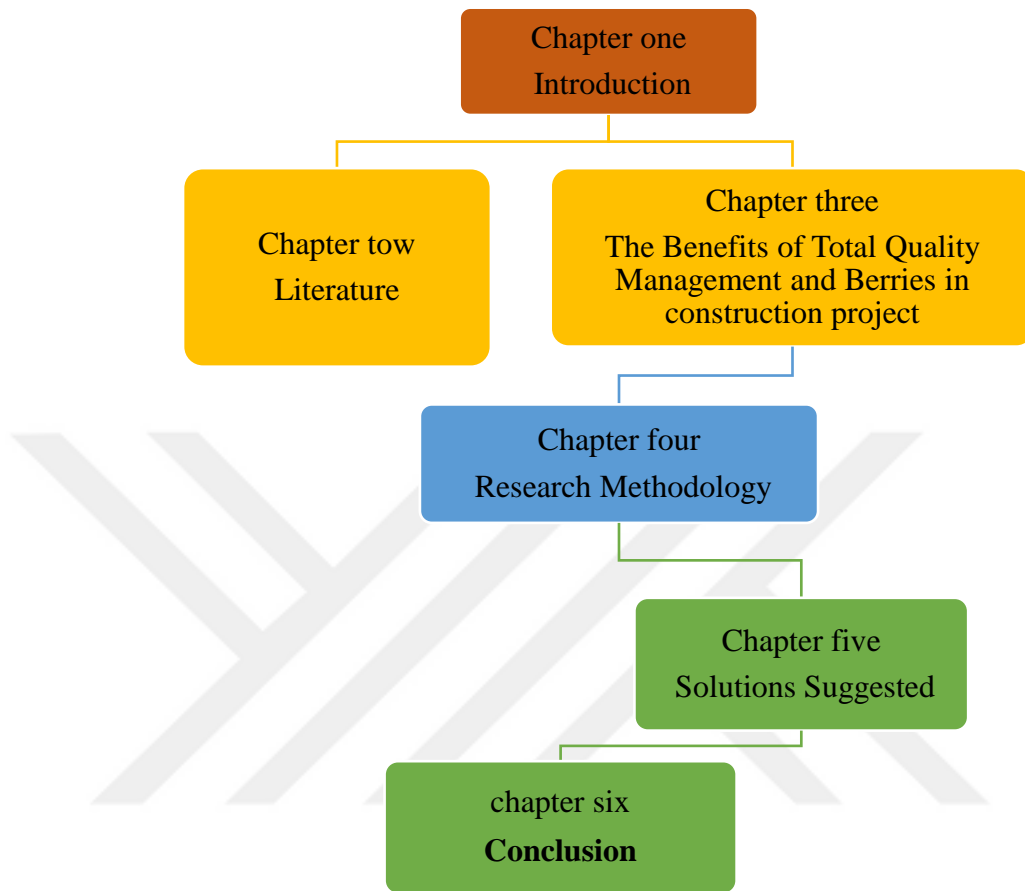 Chapter one
Introduction
Chapter tow
Literature
Chapter three
The Benefits of Total Quality
Management and Berries in
construction project
Chapter four
Research Methodology
Chapter five
Solutions Suggested
chapter six
Conclusion